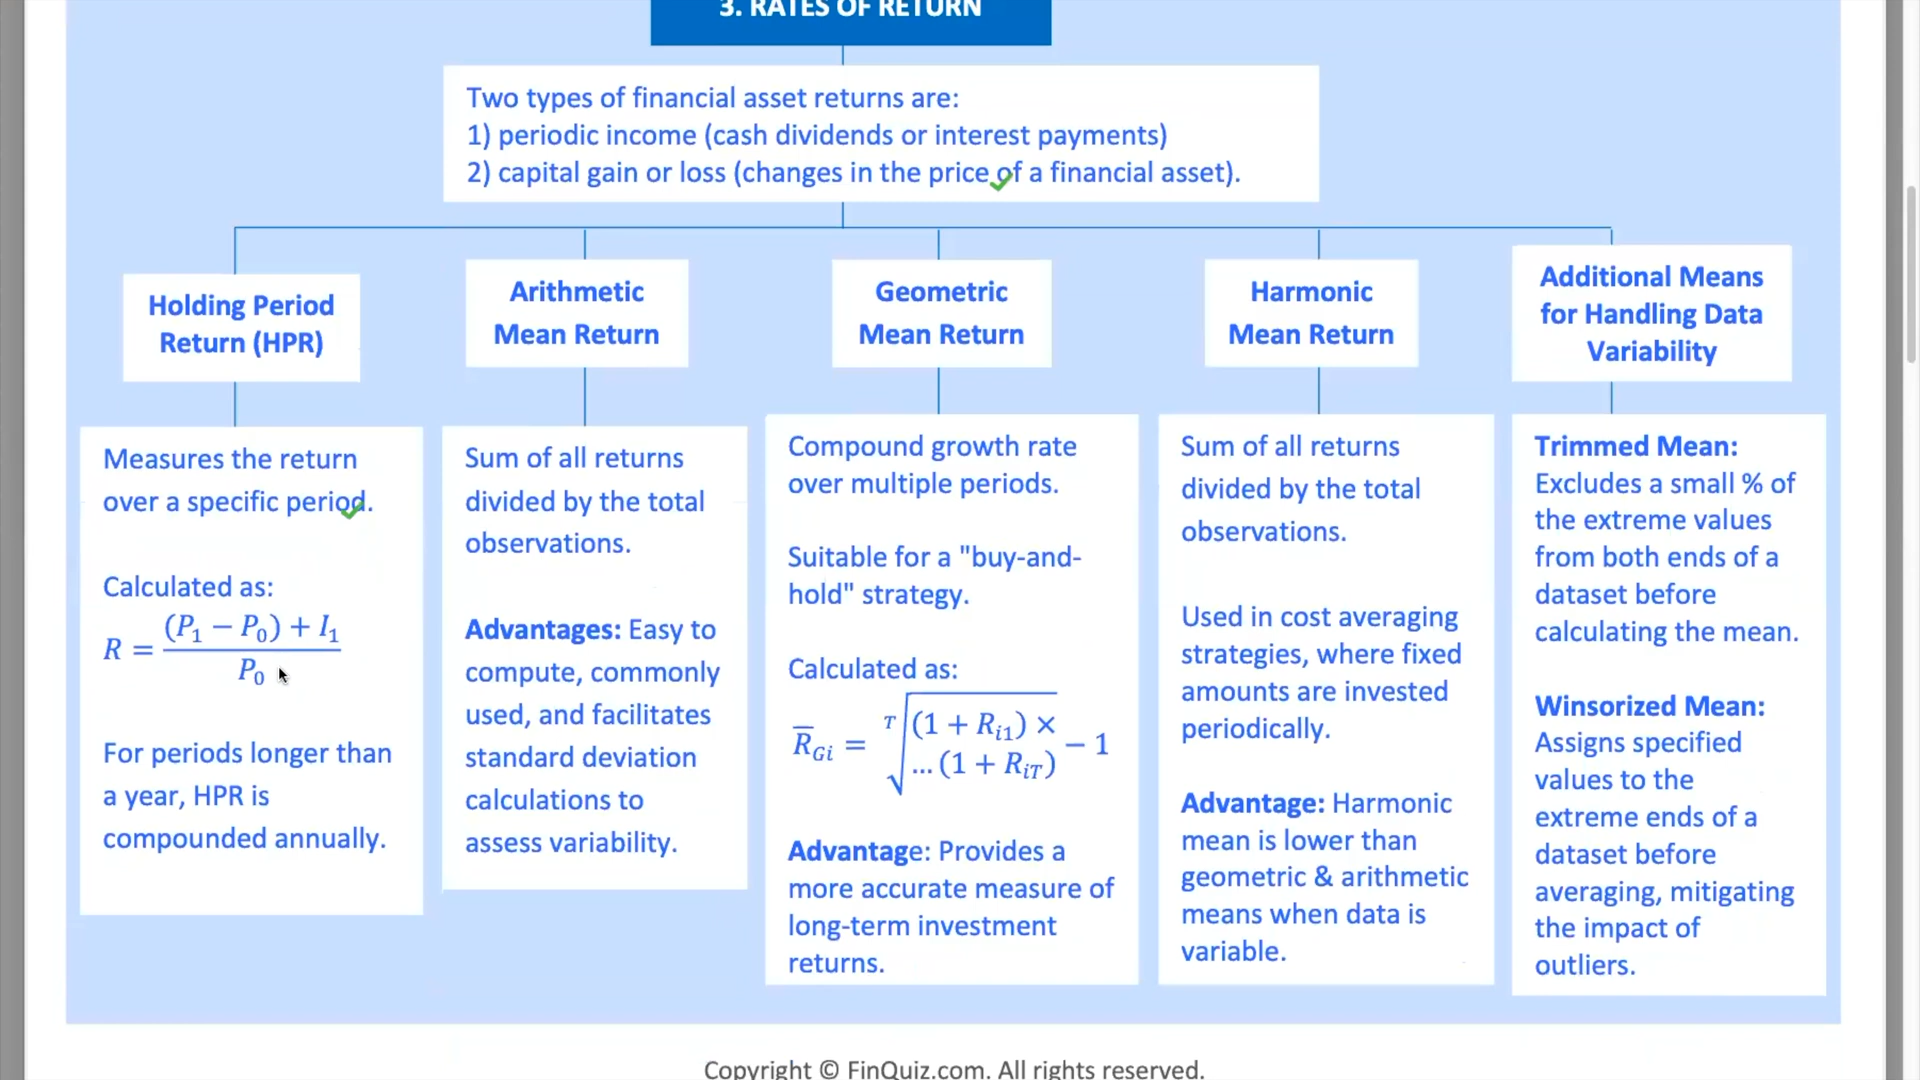 3. RATES OF RETURN
Two types of financial asset returns are:
1) periodic income (cash dividends or interest payments)
2) capital gain or loss (changes in the price of a financial asset).
Holding Period
Return (HPR)
Measures the return
over a specific period.
Calculated as:
R = \frac{(P_1 − P_0) + I_1}{P_0}
For periods longer than
a year, HPR is
compounded annually.
Arithmetic
Mean Return
Sum of all returns
divided by the total
observations.
Advantages: Easy to
compute, commonly
used, and facilitates
standard deviation
calculations to
assess variability.
Geometric
Mean Return
Compound growth rate
over multiple periods.
Suitable for a "buy-and-
hold" strategy.
Calculated as:
\overline{R}_{Gi} = \sqrt[T]{(1 + R_{i1}) × ... (1 + R_{iT})} − 1
Advantage: Provides a
more accurate measure of
long-term investment
returns.
Harmonic
Mean Return
Sum of all returns
divided by the total
observations.
Used in cost averaging
strategies, where fixed
amounts are invested
periodically.
Advantage: Harmonic
mean is lower than
geometric & arithmetic
means when data is
variable.
Additional Means
for Handling Data
Variability
Trimmed Mean:
Excludes a small % of
the extreme values
from both ends of a
dataset before
calculating the mean.
Winsorized Mean:
Assigns specified
values to the
extreme ends of a
dataset before
averaging, mitigating
the impact of
outliers.
Copyright © FinQuiz.com. All rights reserved.